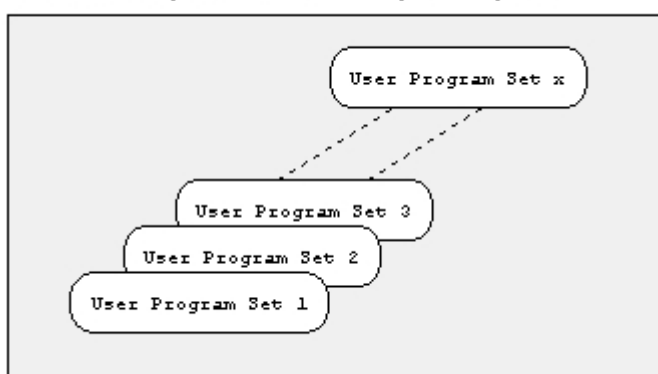 User Program Set x
User Program Set 3
User Program Set 2
User Program Set 1